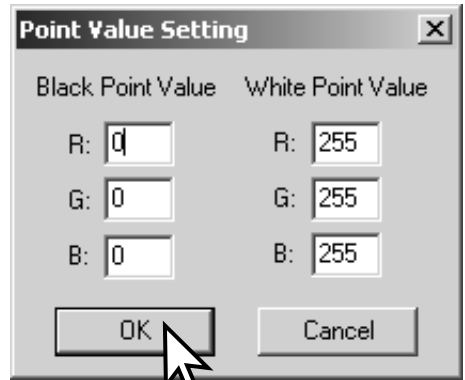 Point Value Setting
Black Point Value White Point Value
R: 0 R: 255
G: 0 G: 255
B: 0 B: 255
OK Cancel